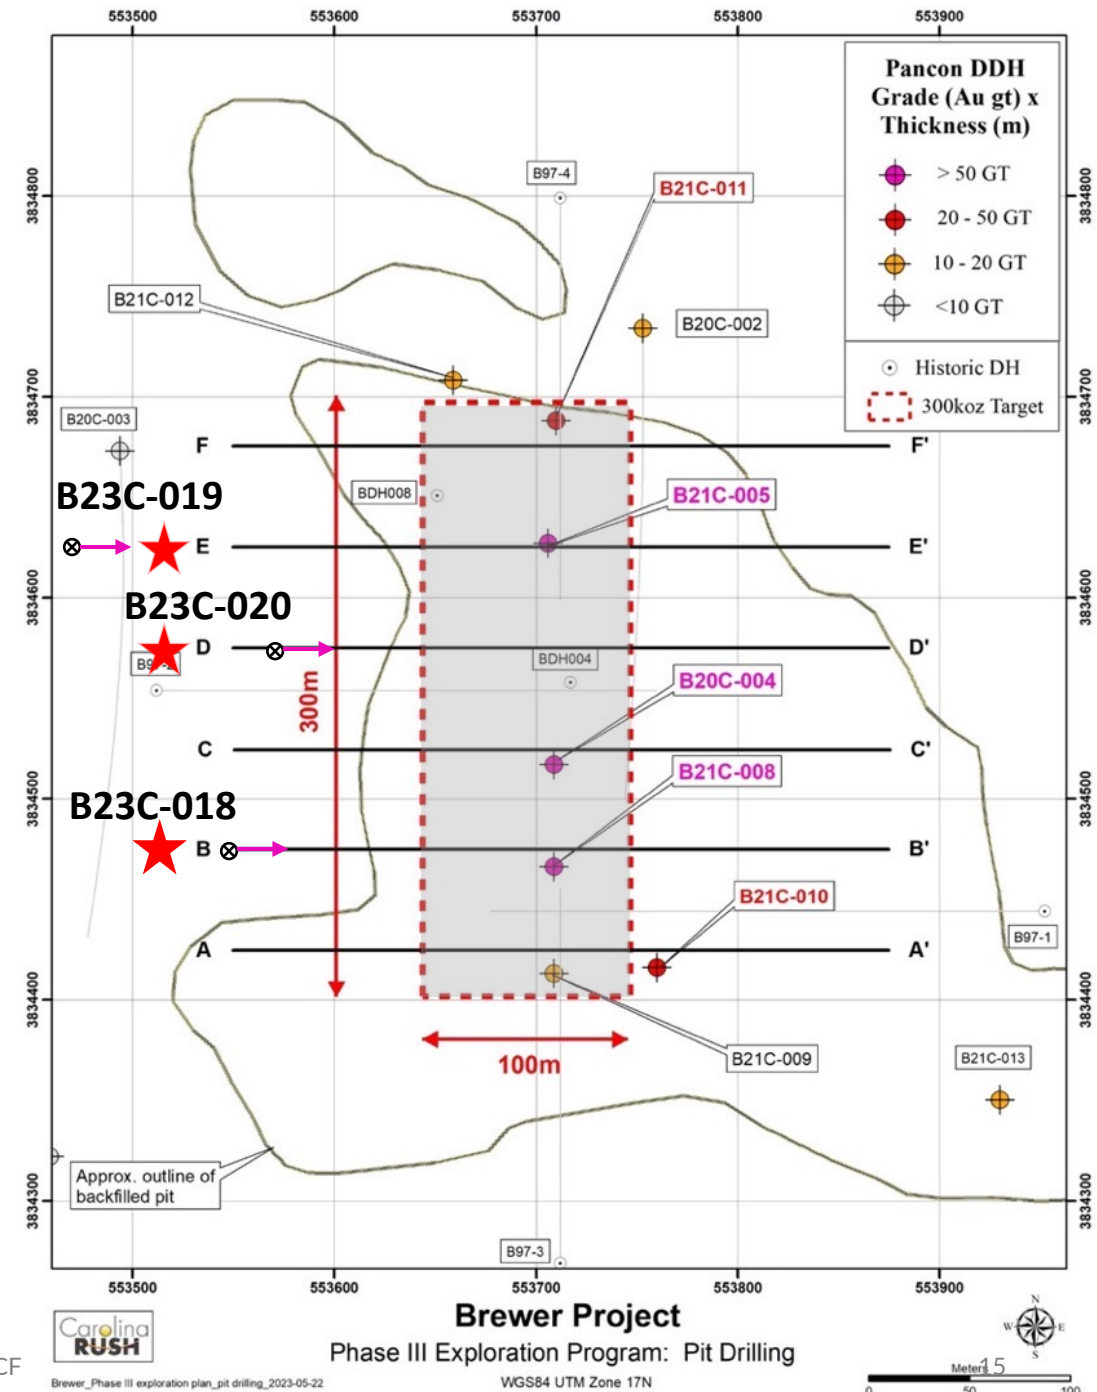 553500 553600 553700 553800 553900
Pancon DDH
Grade (Au gt) x
Thickness (m)
> 50 GT
20 - 50 GT
10 - 20 GT
<10 GT
Historic DH
300koz Target
3834800
3834800
B97-4
B21C-011
B21C-012
B20C-002
3834700
3834700
B20C-003
F F'
BDH008
B21C-005
B23C-019
E E'
3834600
3834600
B23C-020
D D'
BDH004
300m
B20C-004
C C'
B21C-008
3834500
3834500
B23C-018
B B'
B21C-010
B97-1
A A'
3834400
3834400
100m
B21C-009
B21C-013
Approx. outline of
backfilled pit
3834300
3834300
B97-3
553500 553600 553700 553800 553900
Carolina
RUSH
Brewer Project
Phase III Exploration Program: Pit Drilling
WGS84 UTM Zone 17N
Brewer_Phase III exploration plan_pit drilling_2023-05-22
N
W E
S
CF
Meters
15
0 50 100